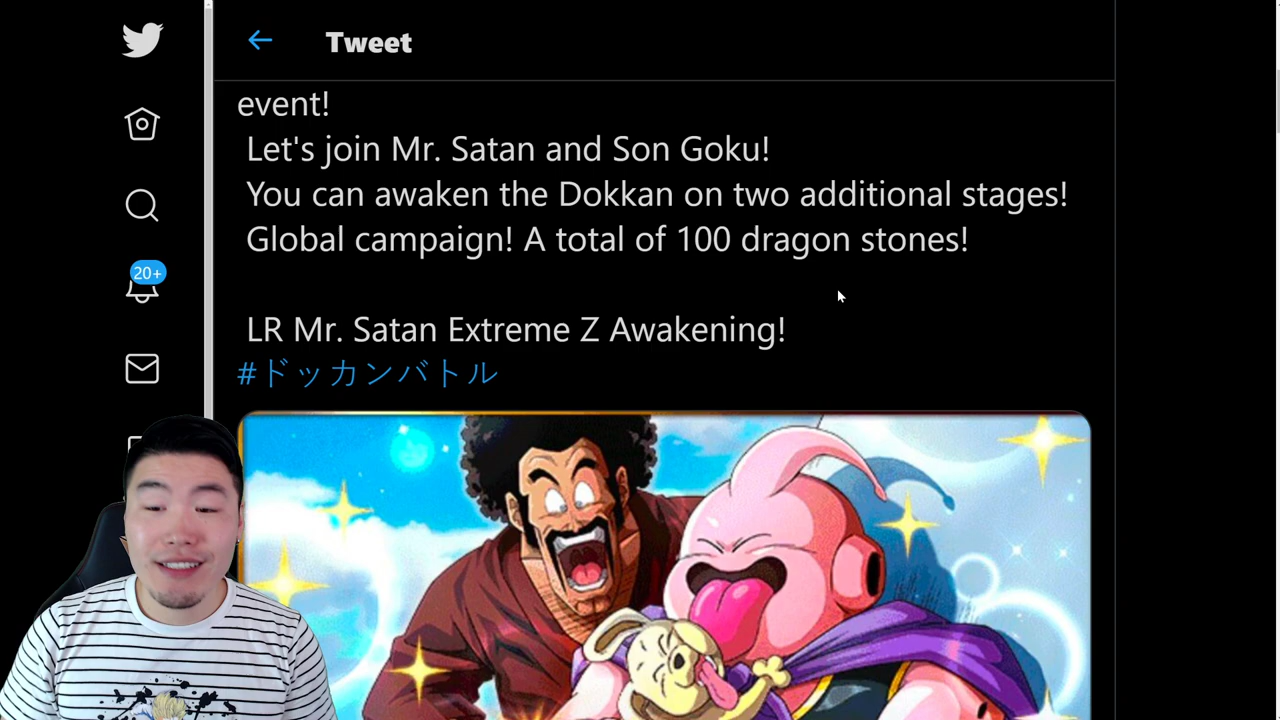 Tweet
event!
Let's join Mr. Satan and Son Goku!
You can awaken the Dokkan on two additional stages!
Global campaign! A total of 100 dragon stones!
20+
LR Mr. Satan Extreme Z Awakening!
#ドッカンバトル